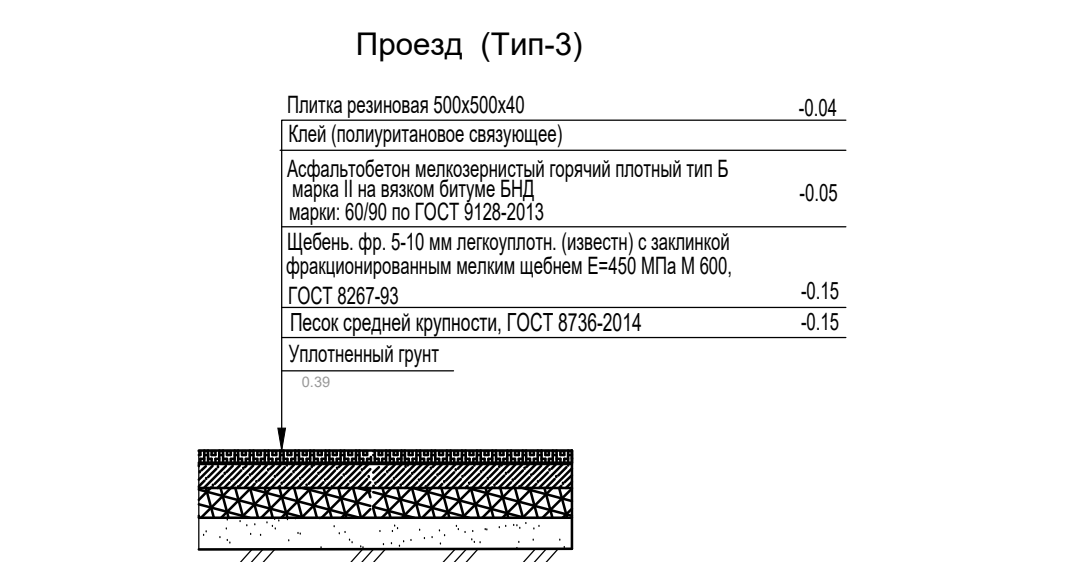 Проезд (Тип-3)
Плитка резиновая 500х500х40 -0.04
Клей (полиуритановое связующее)
Асфальтобетон мелкозернистый горячий плотный тип Б
марка II на вязком битуме БНД -0.05
марки: 60/90 по ГОСТ 9128-2013
Щебень. фр. 5-10 мм легкоуплотн. (известн) с заклинкой
фракционированным мелким щебнем Е=450 МПа М 600,
ГОСТ 8267-93 -0.15
Песок средней крупности, ГОСТ 8736-2014 -0.15
Уплотненный грунт
0.39